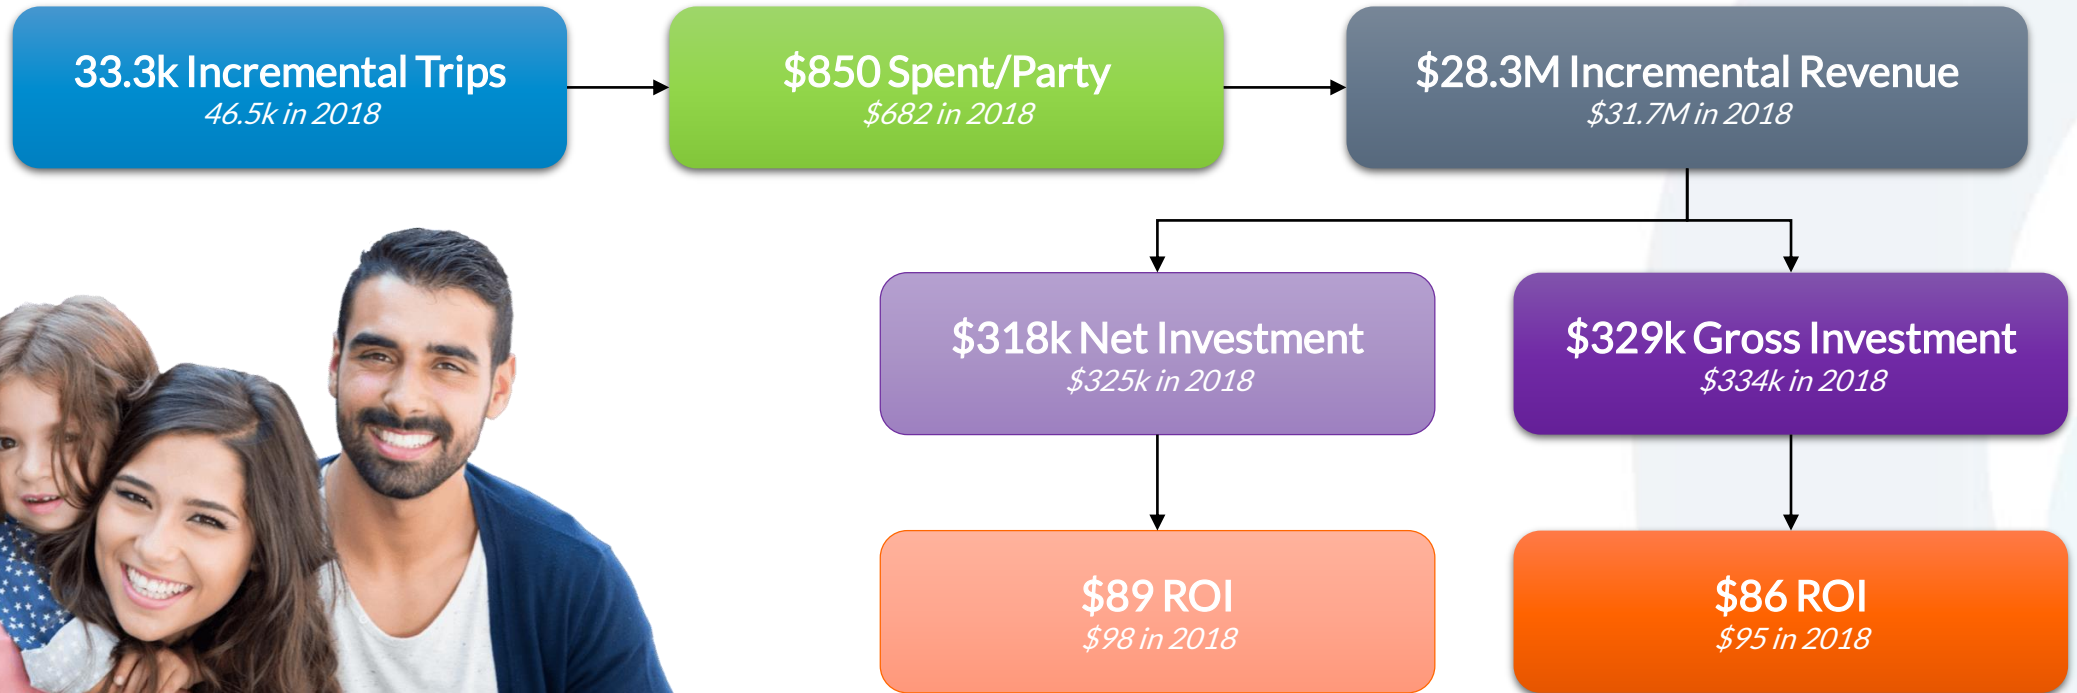 33.3k Incremental Trips
46.5k in 2018
$850 Spent/Party
$682 in 2018
$28.3M Incremental Revenue
$31.7M in 2018
$318k Net Investment
$325k in 2018
$329k Gross Investment
$334k in 2018
$89 ROI
$98 in 2018
$86 ROI
$95 in 2018